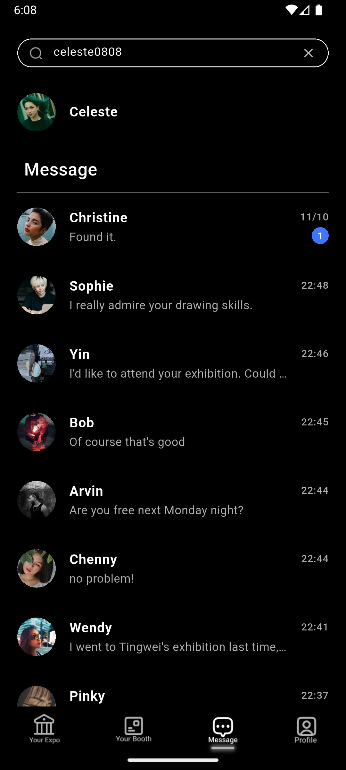 6:08
celeste0808
Celeste
Message
Christine 11/10
Found it. 1
Sophie 22:48
I really admire your drawing skills.
Yin 22:46
I'd like to attend your exhibition. Could ...
Bob 22:45
Of course that's good
Arvin 22:44
Are you free next Monday night?
Chenny 22:44
no problem!
Wendy 22:41
I went to Tingwei's exhibition last time,...
Pinky 22:37
Your Expo Your Booth Message Profile